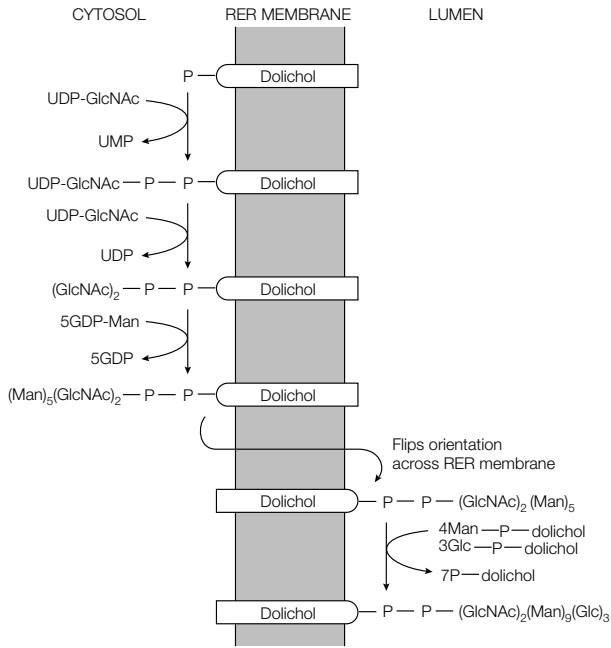 CYTOSOL RER MEMBRANE LUMEN
P — Dolichol
UDP-GlcNAc
UMP
UDP-GlcNAc — P — P — Dolichol
UDP-GlcNAc
UDP
(GlcNAc)2 — P — P — Dolichol
5GDP-Man
5GDP
(Man)5(GlcNAc)2 — P — P — Dolichol
Flips orientation
across RER membrane
Dolichol — P — P — (GlcNAc)2 (Man)5
4Man —P— dolichol
3Glc —P— dolichol
7P— dolichol
Dolichol — P — P — (GlcNAc)2(Man)9(Glc)3